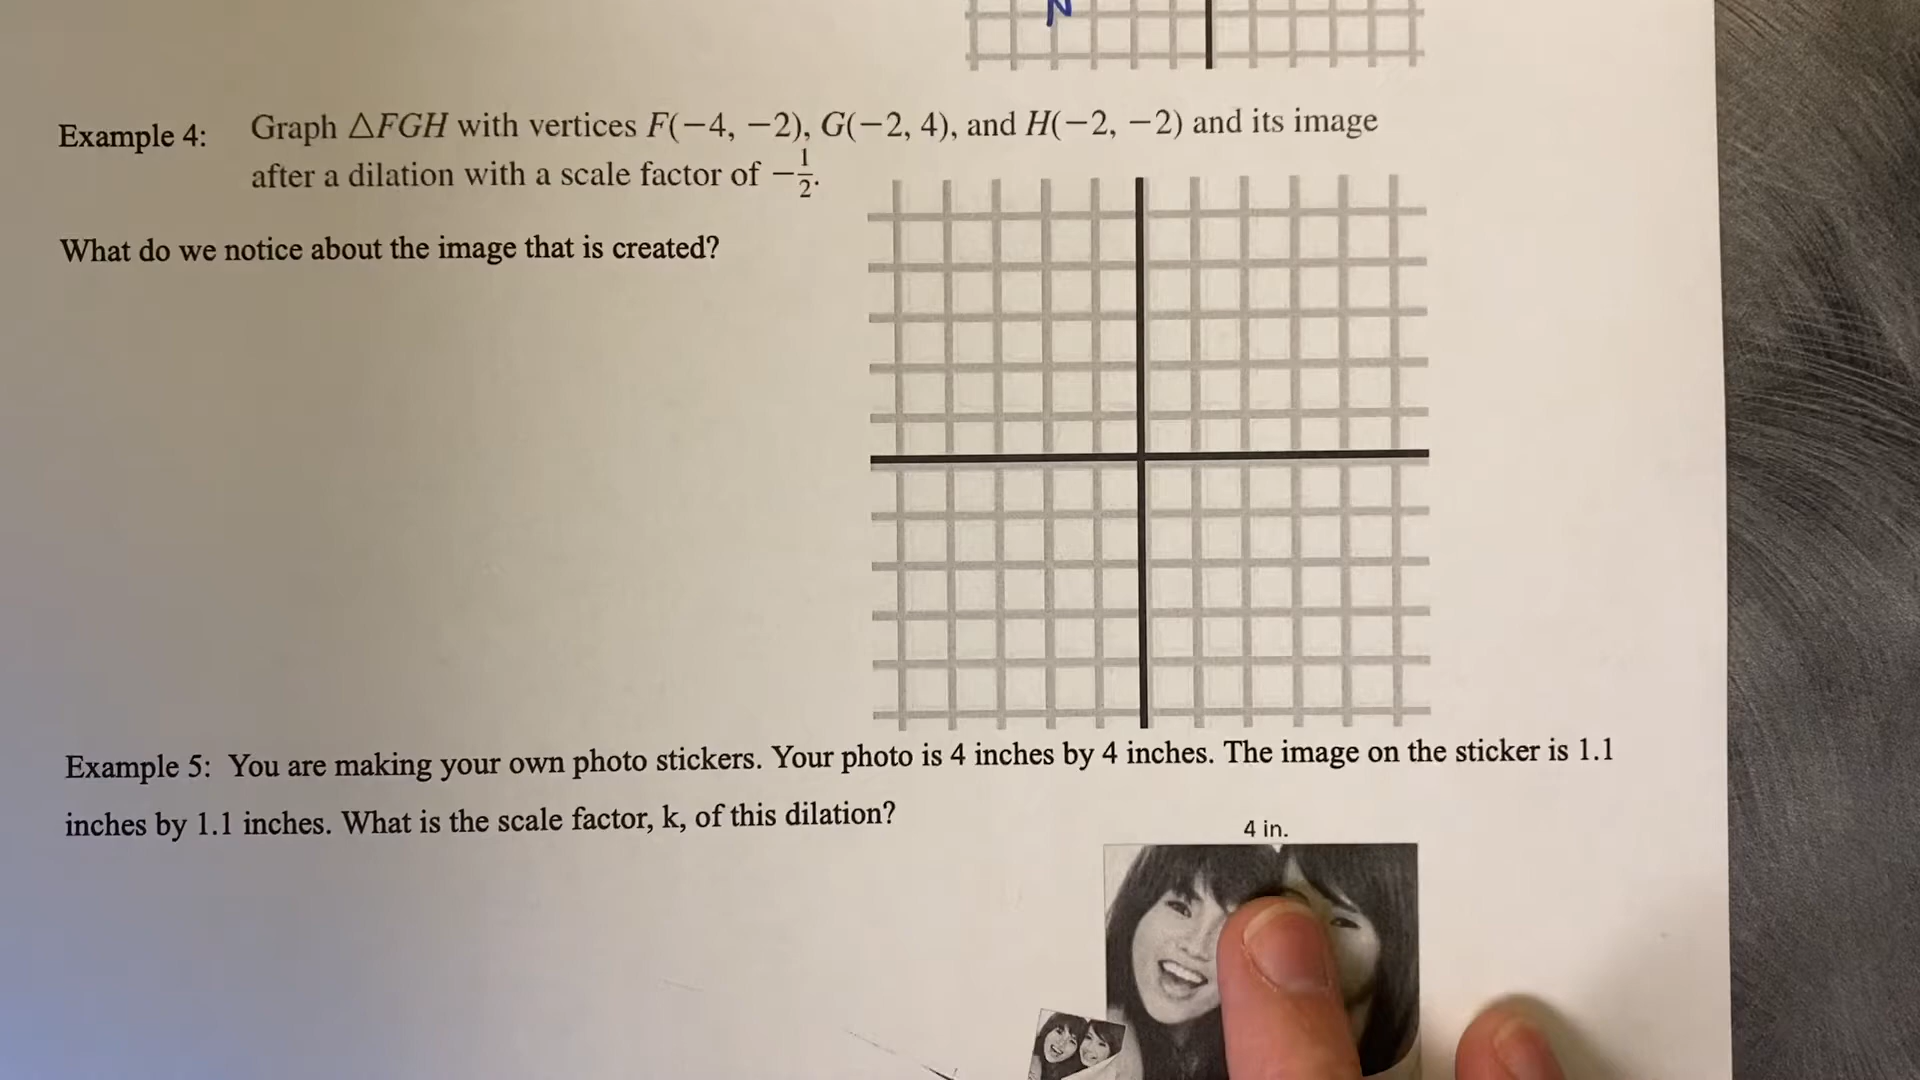 N
Example 4: Graph △FGH with vertices F(−4, −2), G(−2, 4), and H(−2, −2) and its image
after a dilation with a scale factor of −1/2.
What do we notice about the image that is created?
Example 5: You are making your own photo stickers. Your photo is 4 inches by 4 inches. The image on the sticker is 1.1
inches by 1.1 inches. What is the scale factor, k, of this dilation?
4 in.